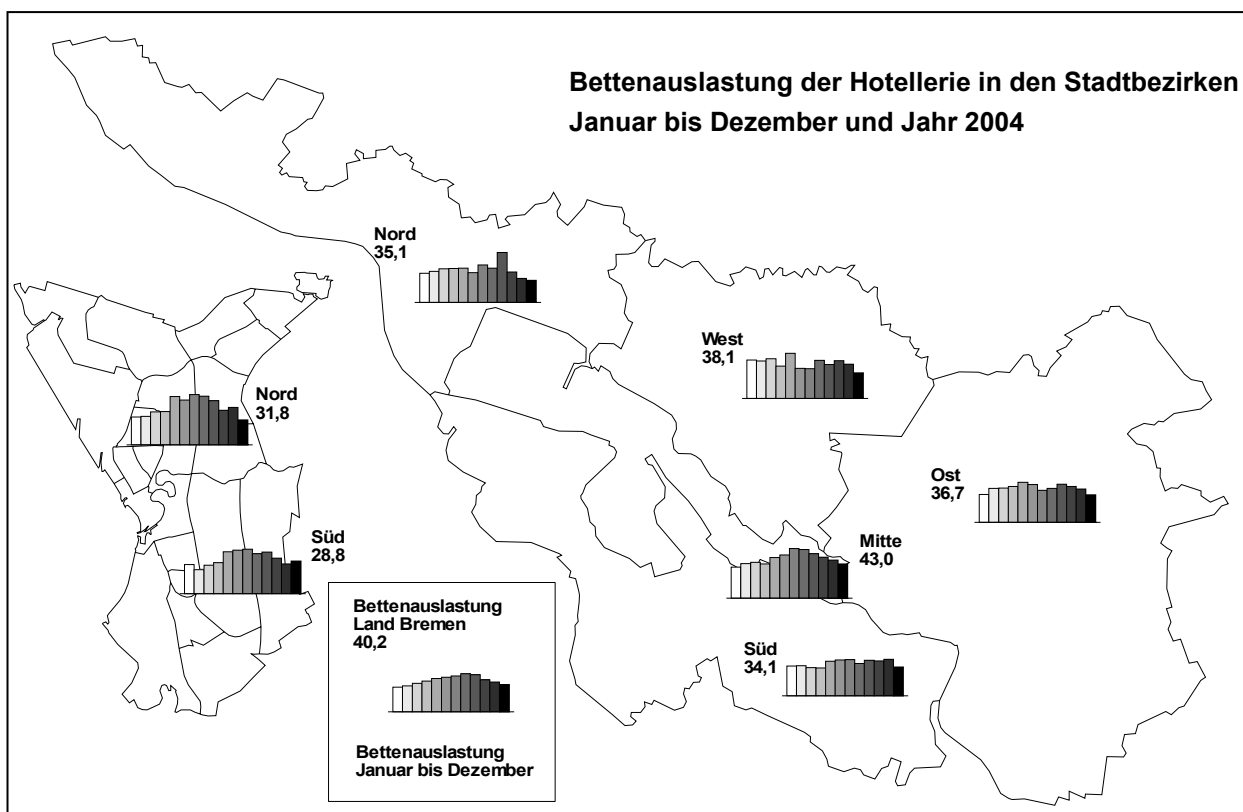 Bettenauslastung der Hotellerie in den Stadtbezirken
Januar bis Dezember und Jahr 2004
Nord
35,1
West
38,1
Nord
31,8
Ost
36,7
Süd
28,8
Mitte
43,0
Bettenauslastung
Land Bremen
40,2
Süd
34,1
Bettenauslastung
Januar bis Dezember